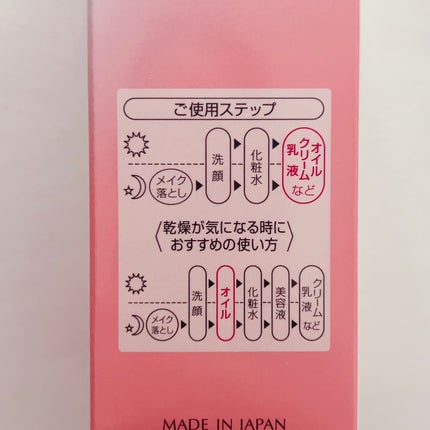 ご使用ステップ
メイク
落とし
洗顔
化粧水
オイル
クリーム
乳液
など
乾燥が気になる時に
おすすめの使い方
メイク
落とし
洗顔
オイル
化粧水
美容液
クリーム
乳液
など
MADE IN JAPAN